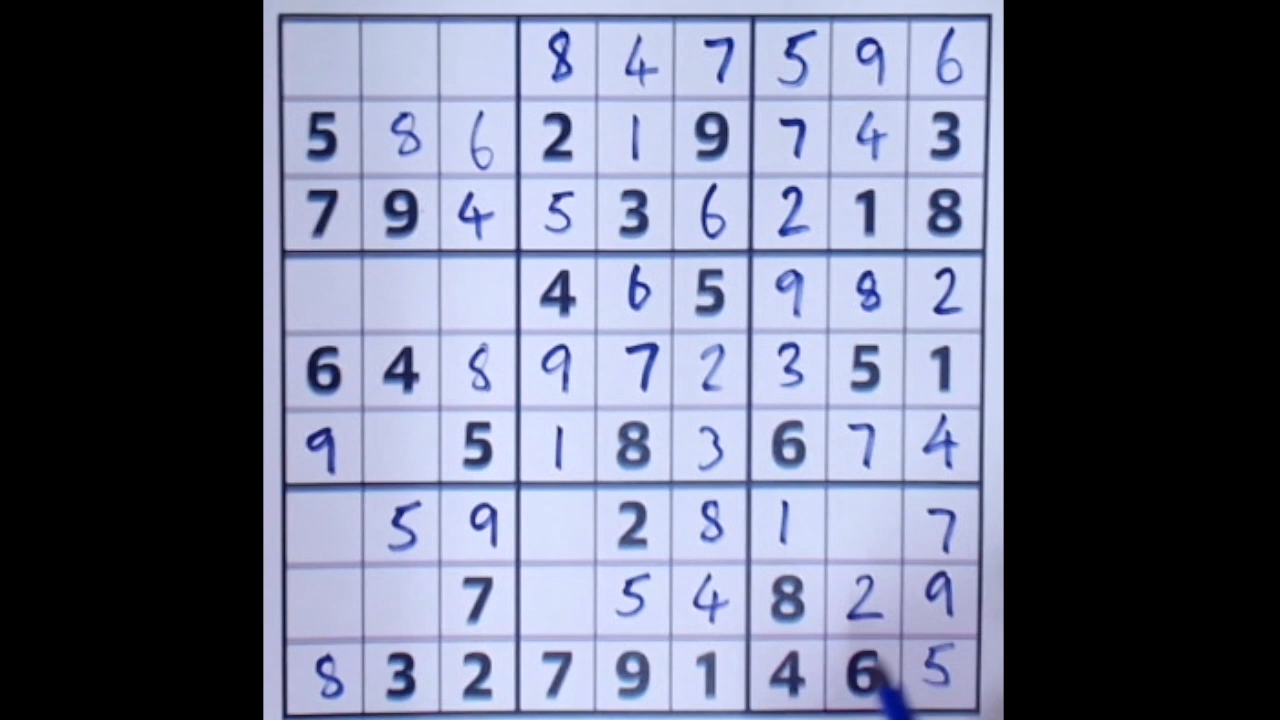 8 4 7 5 9 6
5 8 6 2 1 9 7 4 3
7 9 4 5 3 6 2 1 8
4 6 5 9 8 2
6 4 8 9 7 2 3 5 1
9 5 1 8 3 6 7 4
5 9 2 8 1 7
7 5 4 8 2 9
8 3 2 7 9 1 4 6 5